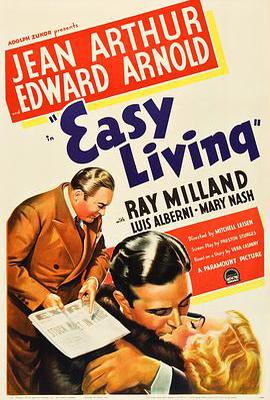 ADOLPH ZUKOR presents
JEAN ARTHUR
and EDWARD ARNOLD
in "Easy
Living"
with RAY MILLAND
LUIS ALBERNI · MARY NASH
Directed by MITCHELL LEISEN
Screen Play by PRESTON STURGES
Based on a Story by VERA CASPARY
A PARAMOUNT PICTURE
EXTRA